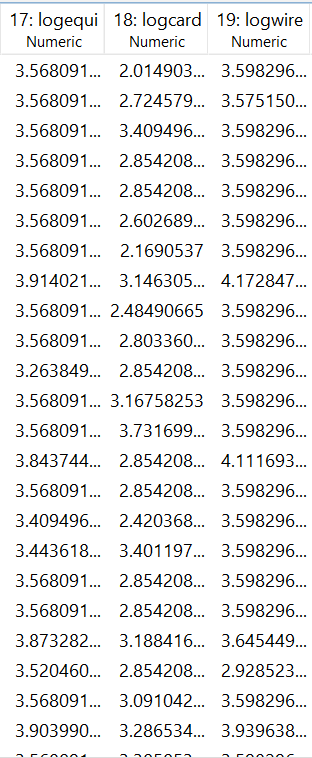 17: logequi 18: logcard 19: logwire
Numeric Numeric Numeric
3.568091... 2.014903... 3.598296...
3.568091... 2.724579... 3.575150...
3.568091... 3.409496... 3.598296...
3.568091... 2.854208... 3.598296...
3.568091... 2.854208... 3.598296...
3.568091... 2.602689... 3.598296...
3.568091... 2.1690537 3.598296...
3.914021... 3.146305... 4.172847...
3.568091... 2.48490665 3.598296...
3.568091... 2.803360... 3.598296...
3.263849... 2.854208... 3.598296...
3.568091... 3.16758253 3.598296...
3.568091... 3.731699... 3.598296...
3.843744... 2.854208... 4.111693...
3.568091... 2.854208... 3.598296...
3.409496... 2.420368... 3.598296...
3.443618... 3.401197... 3.598296...
3.568091... 2.854208... 3.598296...
3.568091... 2.854208... 3.598296...
3.873282... 3.188416... 3.645449...
3.520460... 2.854208... 2.928523...
3.568091... 3.091042... 3.598296...
3.903990... 3.286534... 3.939638...